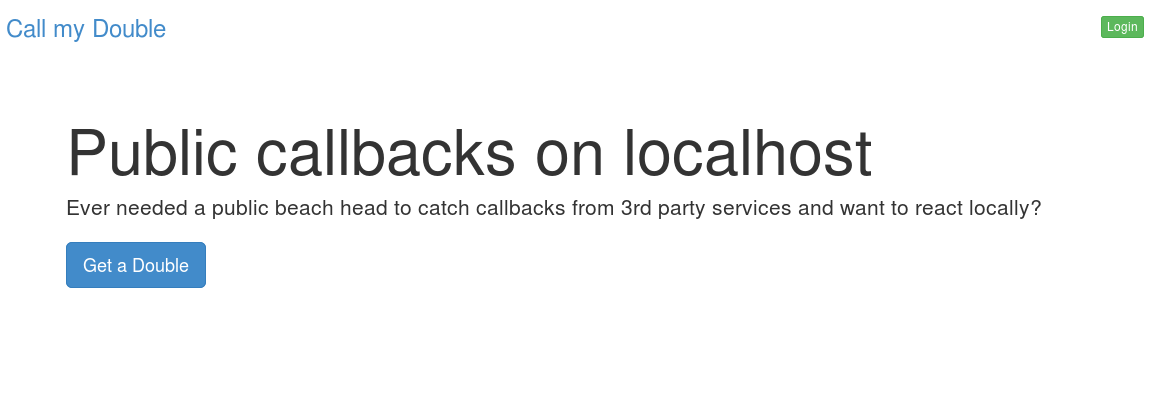 Call my Double
Login
Public callbacks on localhost
Ever needed a public beach head to catch callbacks from 3rd party services and want to react locally?
Get a Double